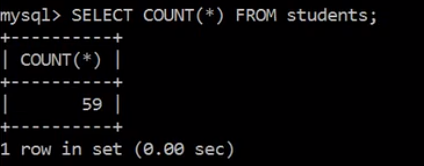 mysql> SELECT COUNT(*) FROM students;
+----------+
| COUNT(*) |
+----------+
|       59 |
+----------+
1 row in set (0.00 sec)